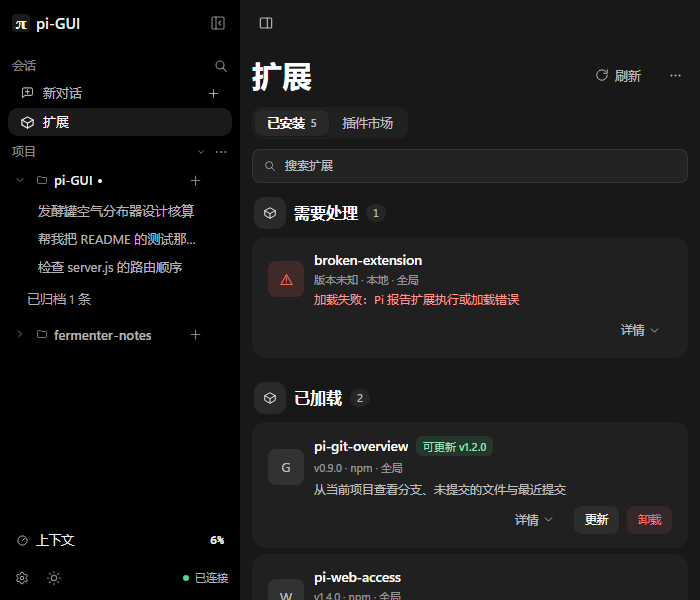 π pi-GUI
会话
新对话
扩展
项目
pi-GUI •
发酵罐空气分布器设计核算
帮我把 README 的测试那...
检查 server.js 的路由顺序
已归档 1 条
fermenter-notes
上下文 6%
已连接
扩展
刷新
已安装 5 插件市场
搜索扩展
需要处理 1
broken-extension
版本未知 · 本地 · 全局
加载失败：Pi 报告扩展执行或加载错误
详情
已加载 2
G
pi-git-overview 可更新 v1.2.0
v0.9.0 · npm · 全局
从当前项目查看分支、未提交的文件与最近提交
详情 更新 卸载
W
pi-web-access
v1.4.0 · npm · 全局